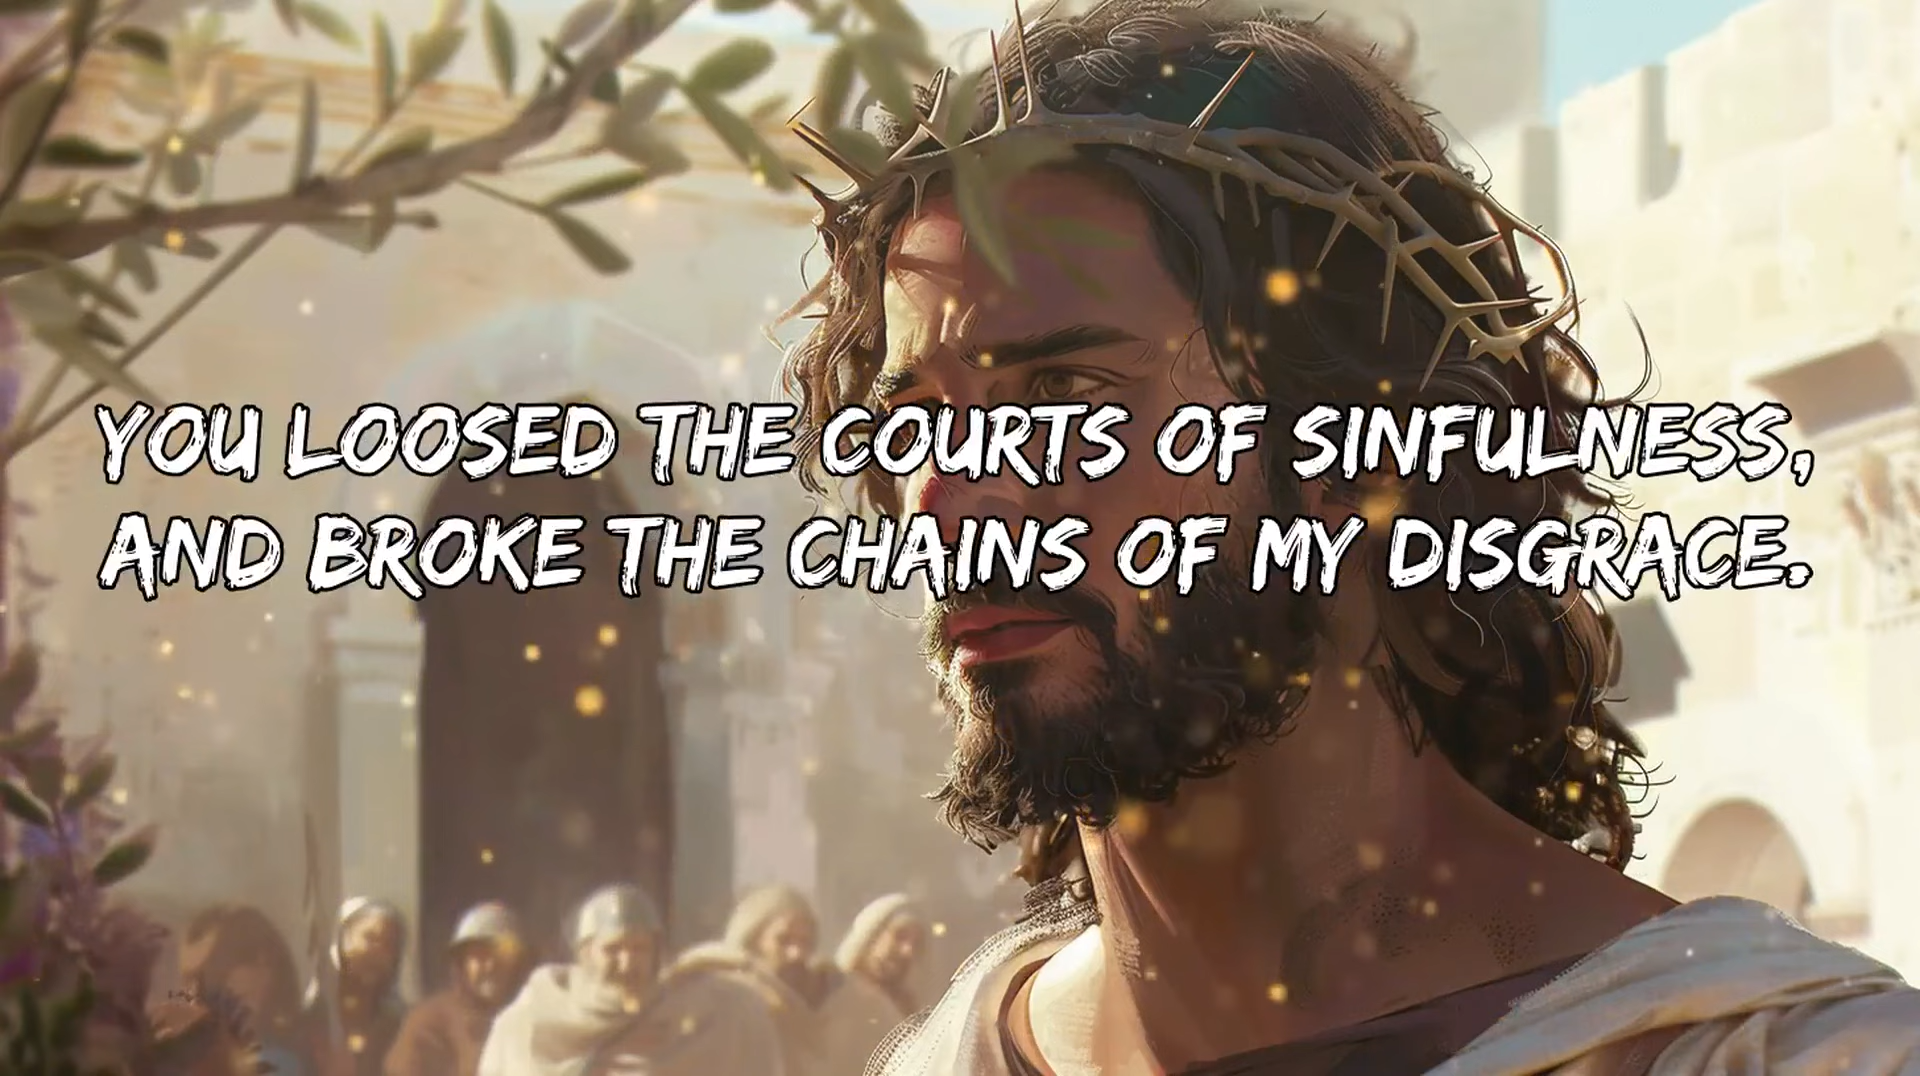 YOU LOOSED THE COURTS OF SINFULNESS,
AND BROKE THE CHAINS OF MY DISGRACE.